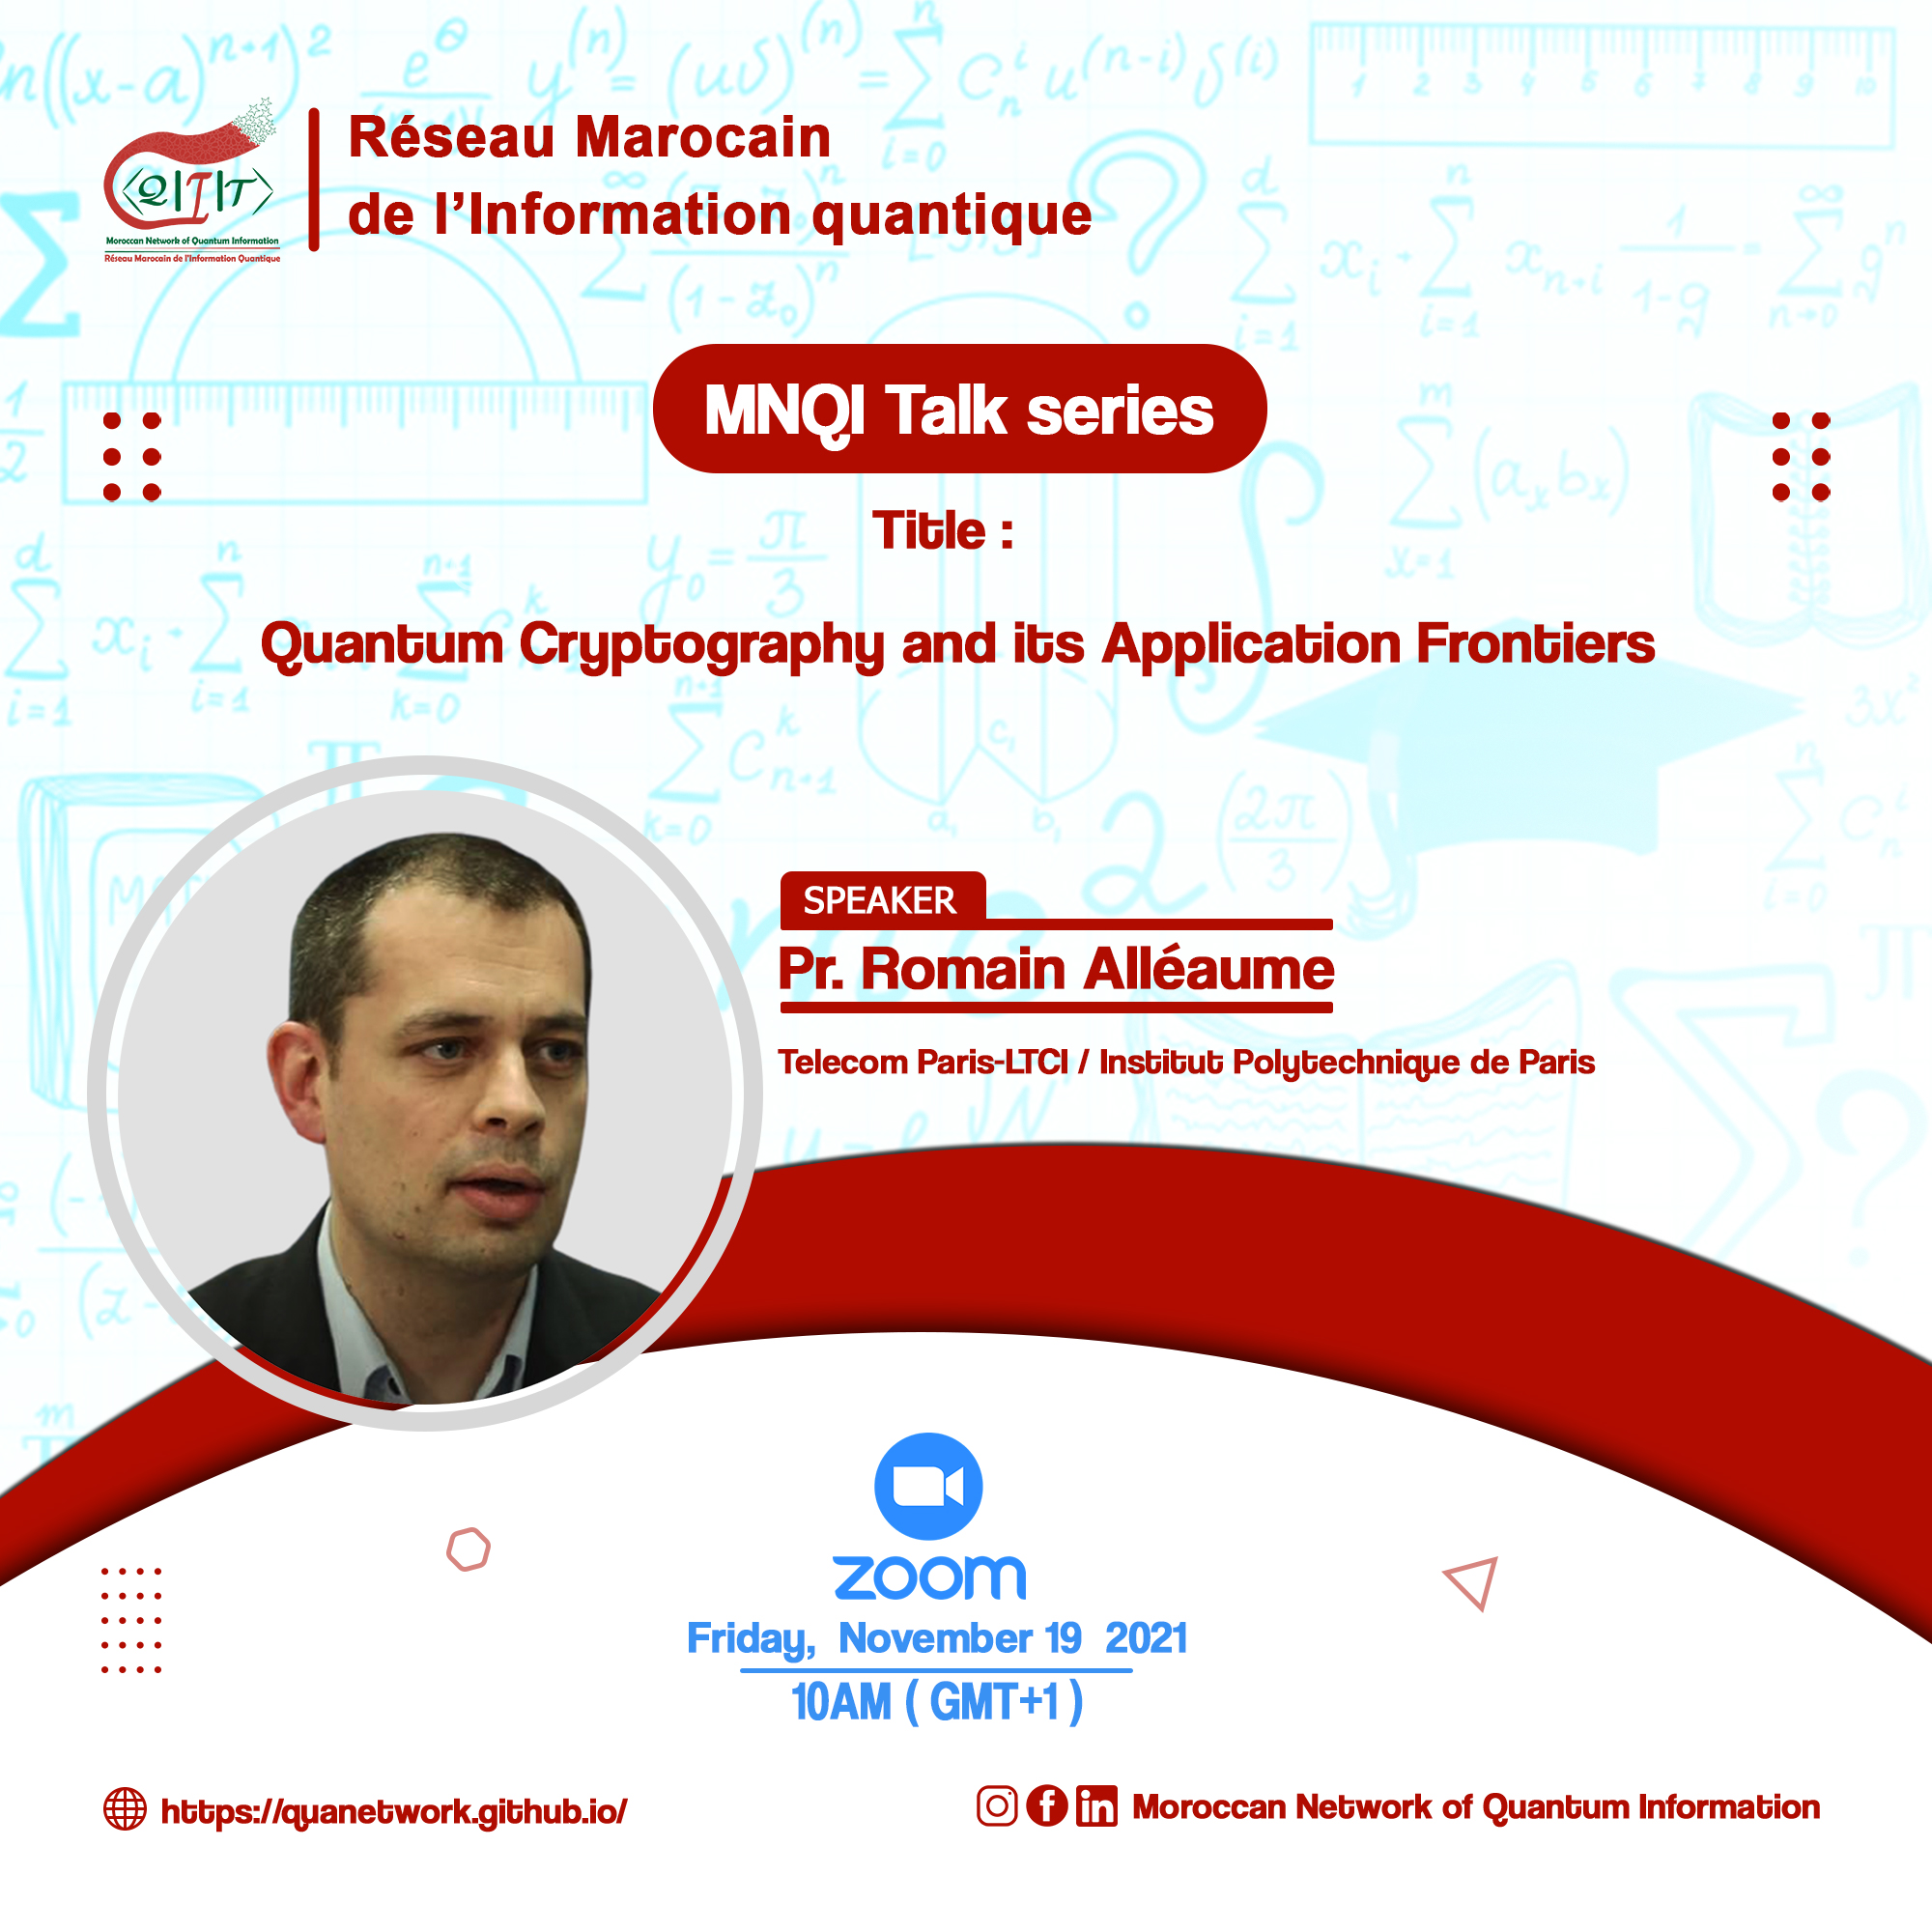 Réseau Marocain
de l'Information quantique
⟨Q|I|T⟩
Moroccan Network of Quantum Information
Réseau Marocain de l'Information Quantique
MNQI Talk series
Title :
Quantum Cryptography and its Application Frontiers
SPEAKER
Pr. Romain Alléaume
Telecom Paris-LTCI / Institut Polytechnique de Paris
zoom
Friday, November 19 2021
10AM ( GMT+1 )
https://quanetwork.github.io/
in
Moroccan Network of Quantum Information